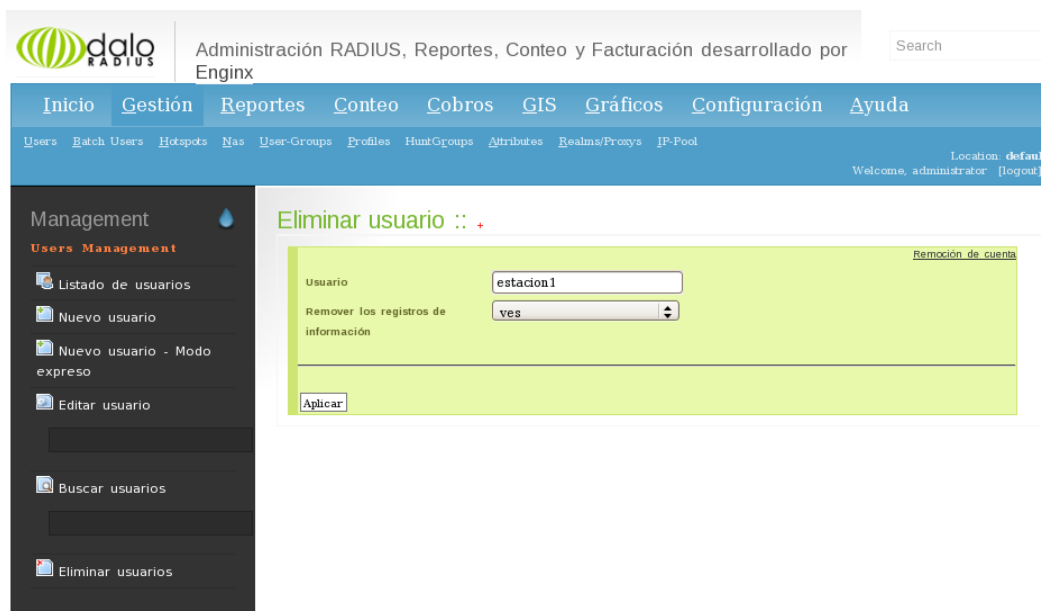 dalo
RADIUS
Administración RADIUS, Reportes, Conteo y Facturación desarrollado por
Enginx
Search
Inicio Gestión Reportes Conteo Cobros GIS Gráficos Configuración Ayuda
Users Batch Users Hotspots Nas User-Groups Profiles HuntGroups Attributes Realms/Proxys IP-Pool
Location: defaul
Welcome, administrator [logout]
Management
Users Management
Listado de usuarios
Nuevo usuario
Nuevo usuario - Modo
expreso
Editar usuario
Buscar usuarios
Eliminar usuarios
Eliminar usuario :: +
Remoción de cuenta
Usuario estacion1
Remover los registros de
información
yes
Aplicar